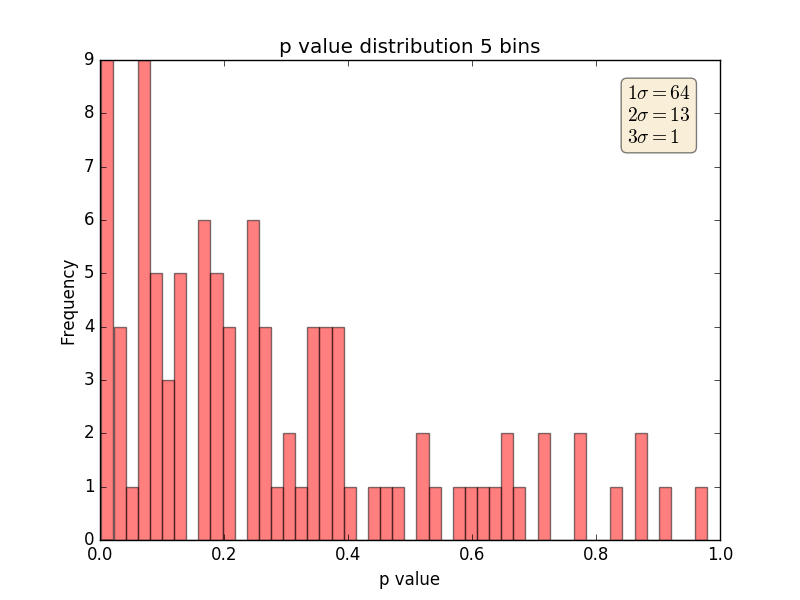 p value distribution 5 bins
1σ = 64
2σ = 13
3σ = 1
9
8
7
6
5
4
3
2
1
0
Frequency
0.0 0.2 0.4 0.6 0.8 1.0
p value